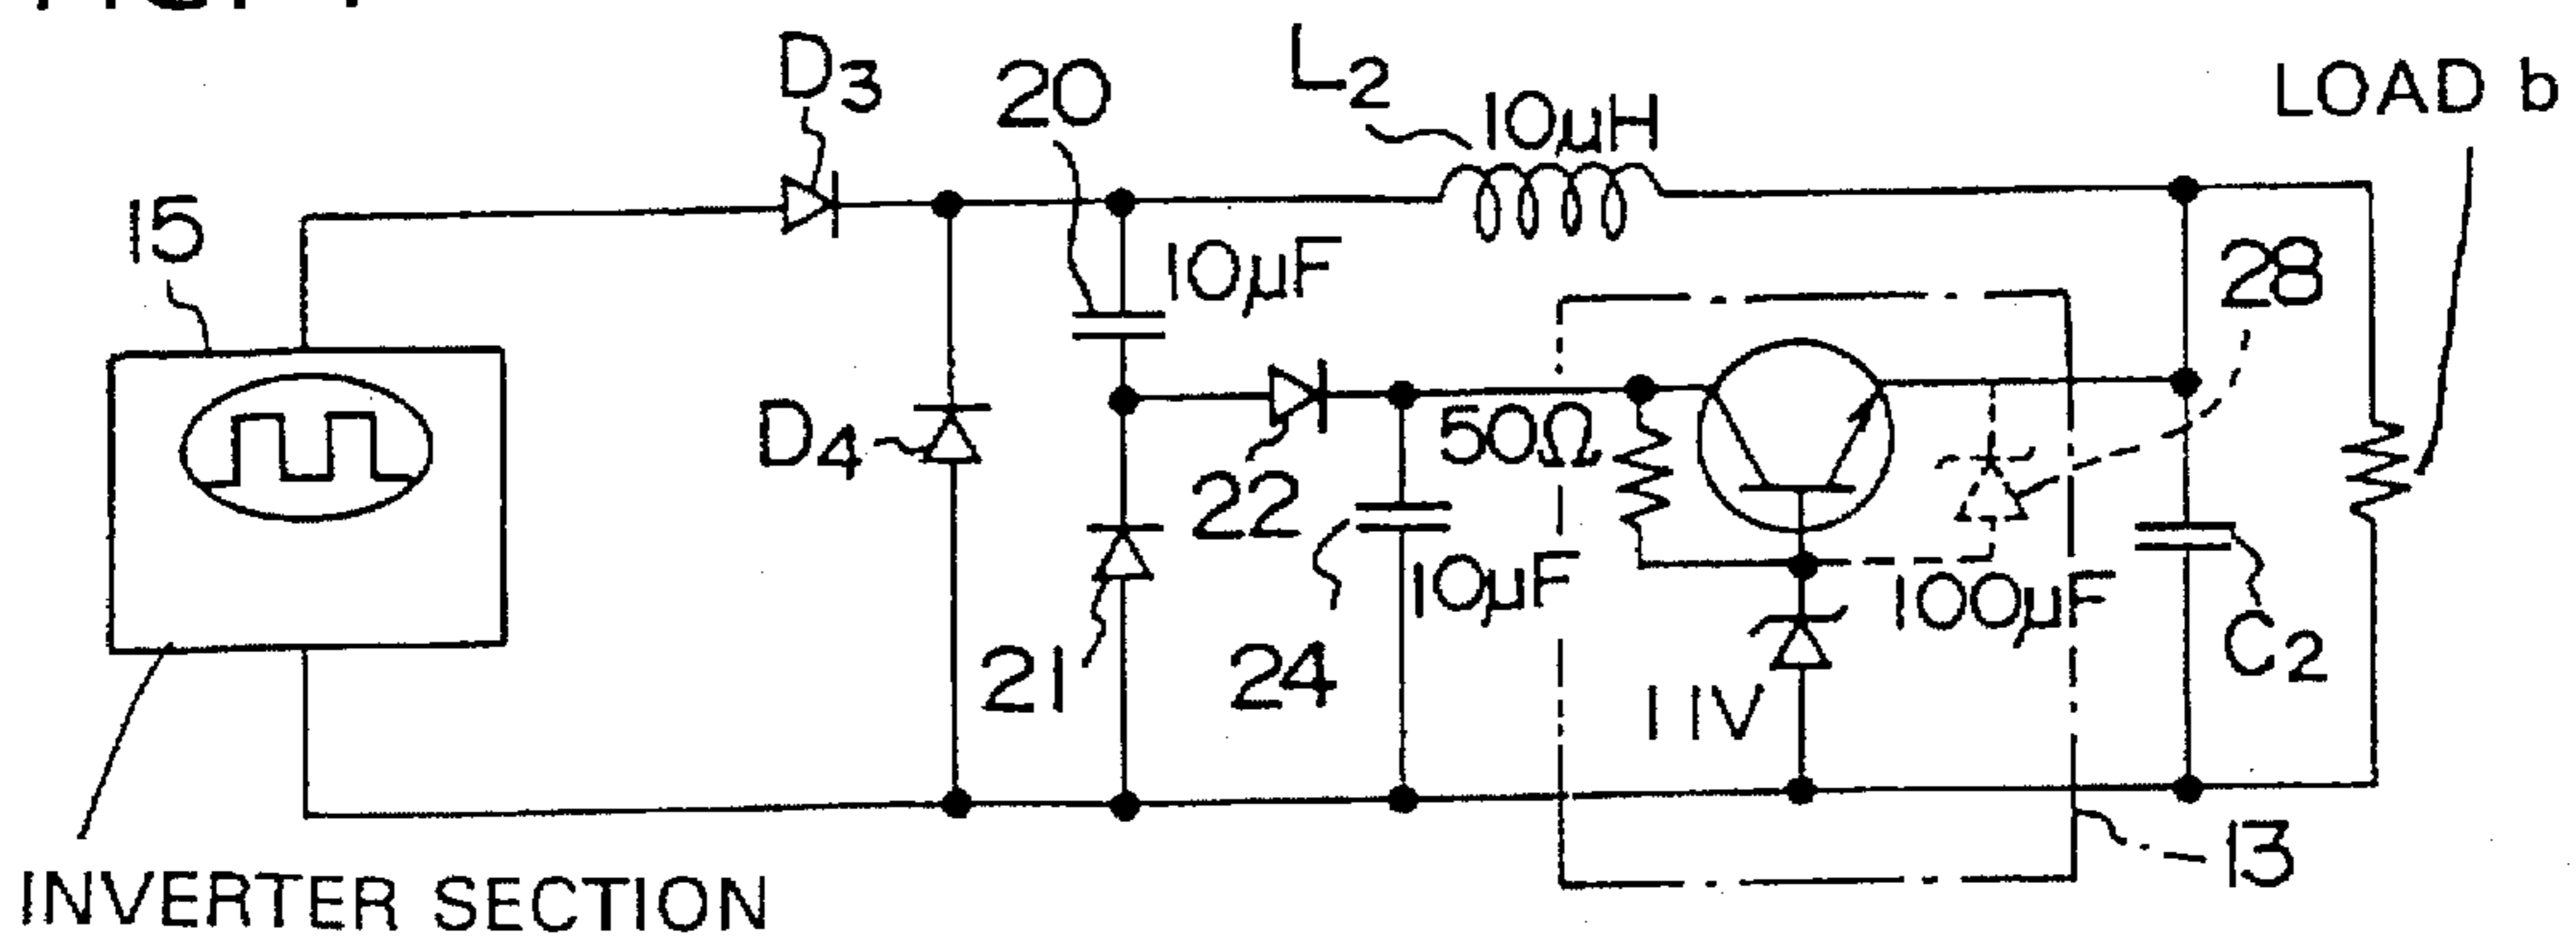 D3
20
L2
10μH
LOAD b
15
10μF
28
D4
50Ω
22
10μF
100μF
21
24
11V
C2
13
INVERTER SECTION